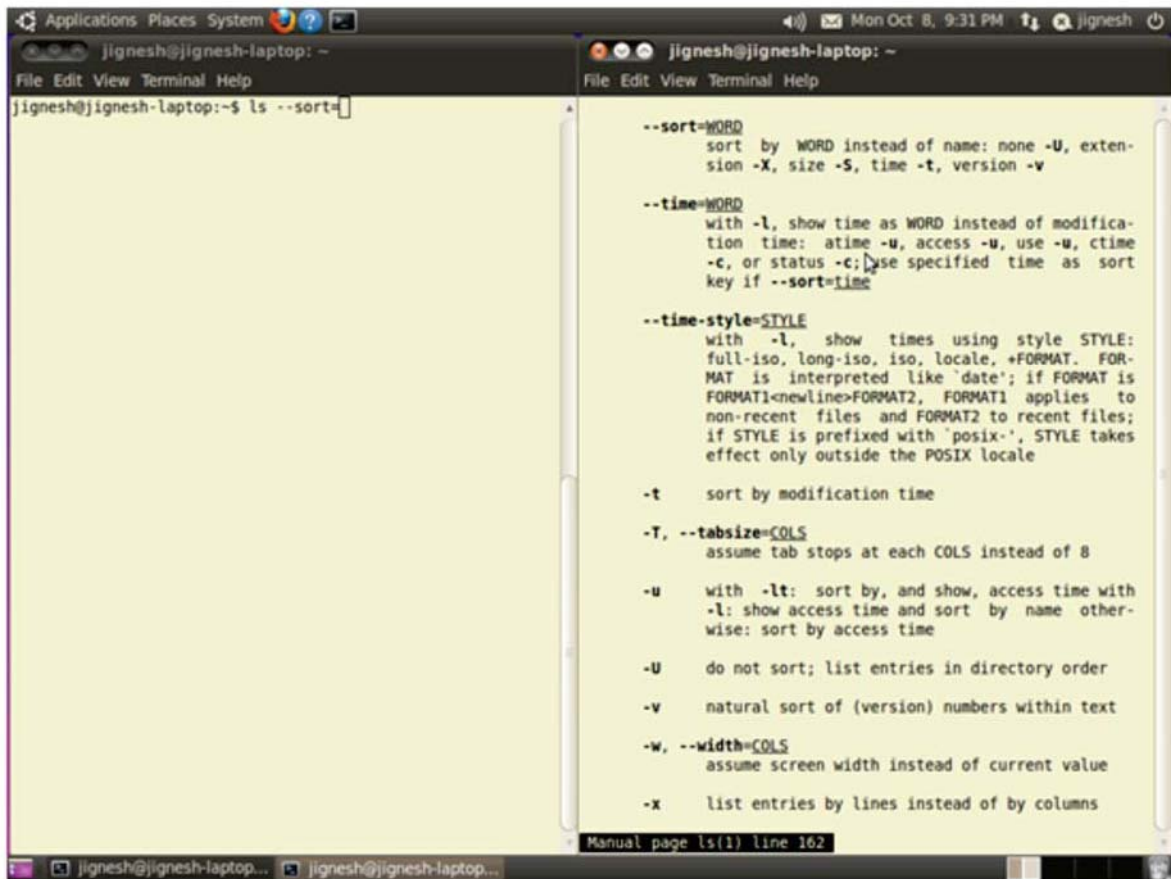 Applications Places System
Mon Oct 8, 9:31 PM jignesh
jignesh@jignesh-laptop: ~
File Edit View Terminal Help
jignesh@jignesh-laptop:~$ ls --sort=
jignesh@jignesh-laptop: ~
File Edit View Terminal Help
--sort=WORD
sort by WORD instead of name: none -U, exten-
sion -X, size -S, time -t, version -v
--time=WORD
with -l, show time as WORD instead of modifica-
tion time: atime -u, access -u, use -u, ctime
-c, or status -c; use specified time as sort
key if --sort=time
--time-style=STYLE
with -l, show times using style STYLE:
full-iso, long-iso, iso, locale, +FORMAT. FOR-
MAT is interpreted like `date'; if FORMAT is
FORMAT1<newline>FORMAT2, FORMAT1 applies to
non-recent files and FORMAT2 to recent files;
if STYLE is prefixed with `posix-', STYLE takes
effect only outside the POSIX locale
-t sort by modification time
-T, --tabsize=COLS
assume tab stops at each COLS instead of 8
-u with -lt: sort by, and show, access time with
-l: show access time and sort by name other-
wise: sort by access time
-U do not sort; list entries in directory order
-v natural sort of (version) numbers within text
-w, --width=COLS
assume screen width instead of current value
-x list entries by lines instead of by columns
Manual page ls(1) line 162
jignesh@jignesh-laptop... jignesh@jignesh-laptop...